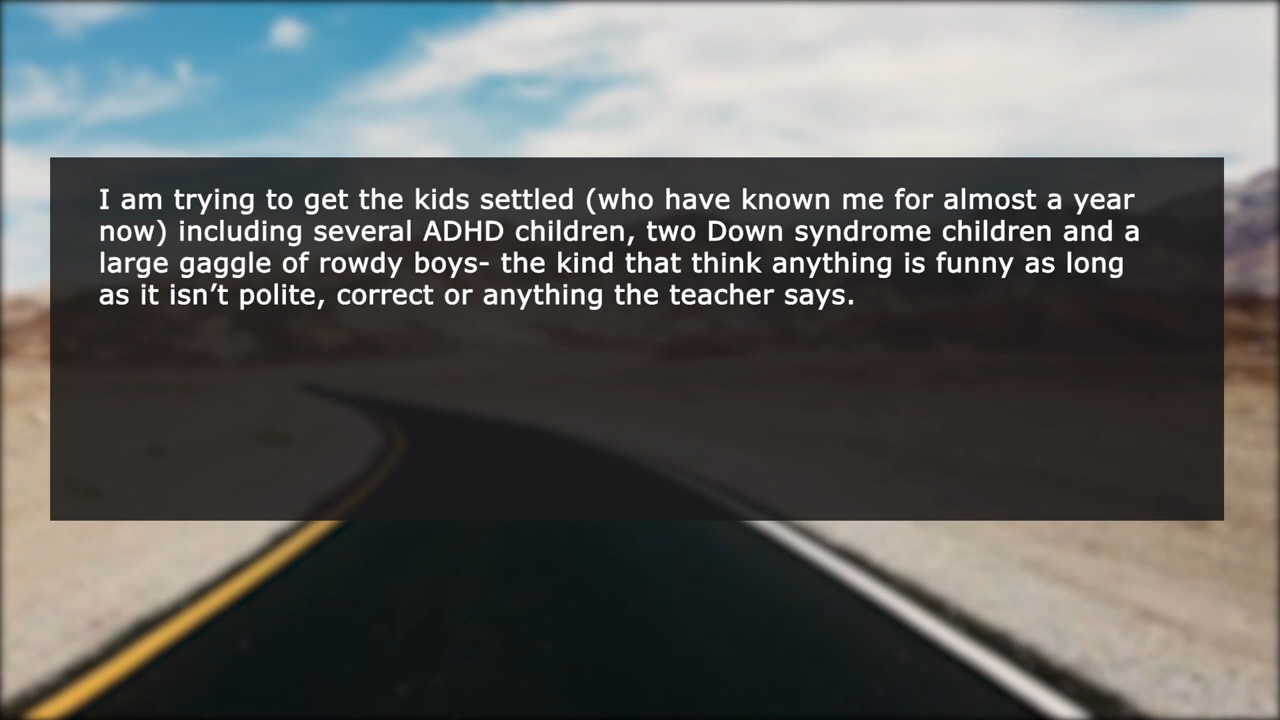 I am trying to get the kids settled (who have known me for almost a year
now) including several ADHD children, two Down syndrome children and a
large gaggle of rowdy boys- the kind that think anything is funny as long
as it isn’t polite, correct or anything the teacher says.